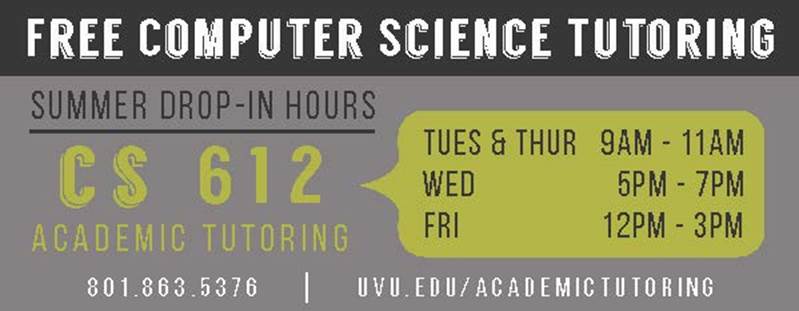 FREE COMPUTER SCIENCE TUTORING
SUMMER DROP-IN HOURS
CS 612
ACADEMIC TUTORING
TUES & THUR 9AM - 11AM
WED 5PM - 7PM
FRI 12PM - 3PM
801.863.5376 | UVU.EDU/ACADEMICTUTORING